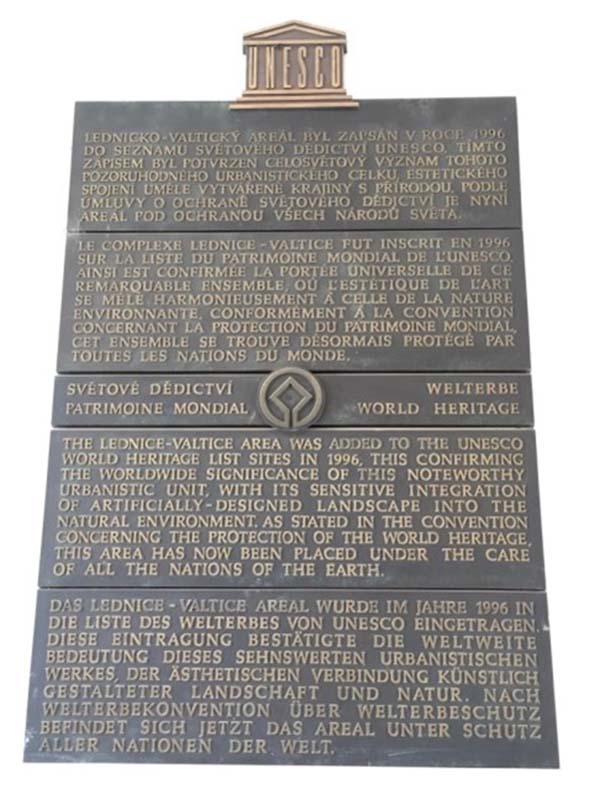 UNESCO
LEDNICKO-VALTICKÝ AREÁL BYL ZAPSÁN V ROCE 1996
DO SEZNAMU SVĚTOVÉHO DĚDICTVÍ UNESCO. TÍMTO
ZÁPISEM BYL POTVRZEN CELOSVĚTOVÝ VÝZNAM TOHOTO
POZORUHODNÉHO URBANISTICKÉHO CELKU, ESTETICKÉHO
SPOJENÍ UMĚLE VYTVÁŘENÉ KRAJINY S PŘÍRODOU. PODLE
ÚMLUVY O OCHRANĚ SVĚTOVÉHO DĚDICTVÍ JE NYNÍ
AREÁL POD OCHRANOU VŠECH NÁRODŮ SVĚTA.
LE COMPLEXE LEDNICE-VALTICE FUT INSCRIT EN 1996
SUR LA LISTE DU PATRIMOINE MONDIAL DE L'UNESCO.
AINSI EST CONFIRMÉE LA PORTÉE UNIVERSELLE DE CE
REMARQUABLE ENSEMBLE, OÙ L'ESTÉTIQUE DE L'ART
SE MÊLE HARMONIEUSEMENT À CELLE DE LA NATURE
ENVIRONNANTE. CONFORMÉMENT À LA CONVENTION
CONCERNANT LA PROTECTION DU PATRIMOINE MONDIAL,
CET ENSEMBLE SE TROUVE DÉSORMAIS PROTÉGÉ PAR
TOUTES LES NATIONS DU MONDE.
SVĚTOVÉ DĚDICTVÍ WELTERBE
PATRIMOINE MONDIAL WORLD HERITAGE
THE LEDNICE-VALTICE AREA WAS ADDED TO THE UNESCO
WORLD HERITAGE LIST SITES IN 1996, THIS CONFIRMING
THE WORLDWIDE SIGNIFICANCE OF THIS NOTEWORTHY
URBANISTIC UNIT, WITH ITS SENSITIVE INTEGRATION
OF ARTIFICIALLY-DESIGNED LANDSCAPE INTO THE
NATURAL ENVIRONMENT. AS STATED IN THE CONVENTION
CONCERNING THE PROTECTION OF THE WORLD HERITAGE,
THIS AREA HAS NOW BEEN PLACED UNDER THE CARE
OF ALL THE NATIONS OF THE EARTH.
DAS LEDNICE-VALTICE AREAL WURDE IM JAHRE 1996 IN
DIE LISTE DES WELTERBES VON UNESCO EINGETRAGEN.
DIESE EINTRAGUNG BESTÄTIGTE DIE WELTWEITE
BEDEUTUNG DIESES SEHNSWERTEN URBANISTISCHEN
WERKES, DER ÄSTHETISCHEN VERBINDUNG KÜNSTLICH
GESTALTETER LANDSCHAFT UND NATUR. NACH
WELTERBEKONVENTION ÜBER WELTERBESCHUTZ
BEFINDET SICH JETZT DAS AREAL UNTER SCHUTZ
ALLER NATIONEN DER WELT.